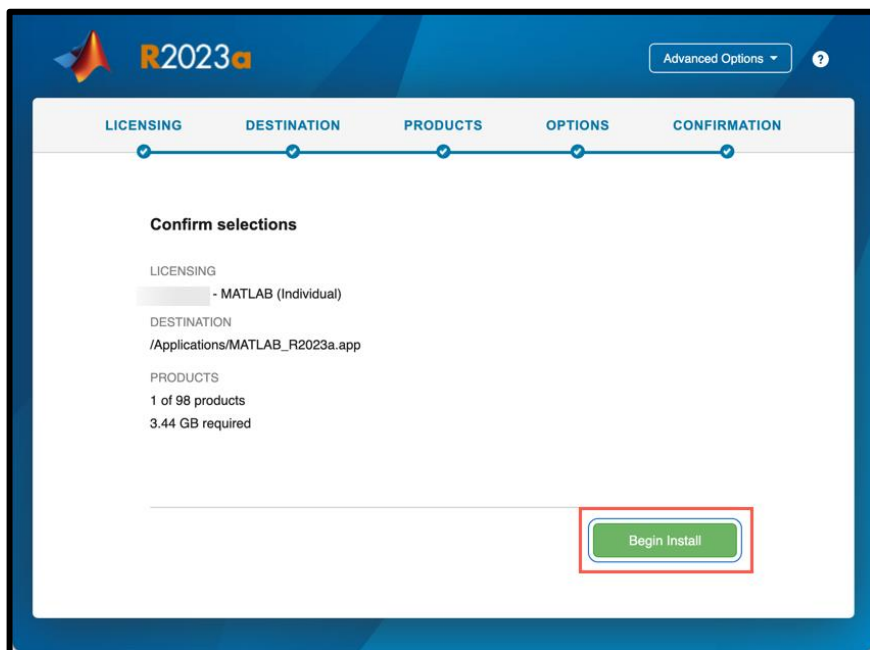 R2023a
Advanced Options
?
LICENSING DESTINATION PRODUCTS OPTIONS CONFIRMATION
Confirm selections
LICENSING
- MATLAB (Individual)
DESTINATION
/Applications/MATLAB_R2023a.app
PRODUCTS
1 of 98 products
3.44 GB required
Begin Install